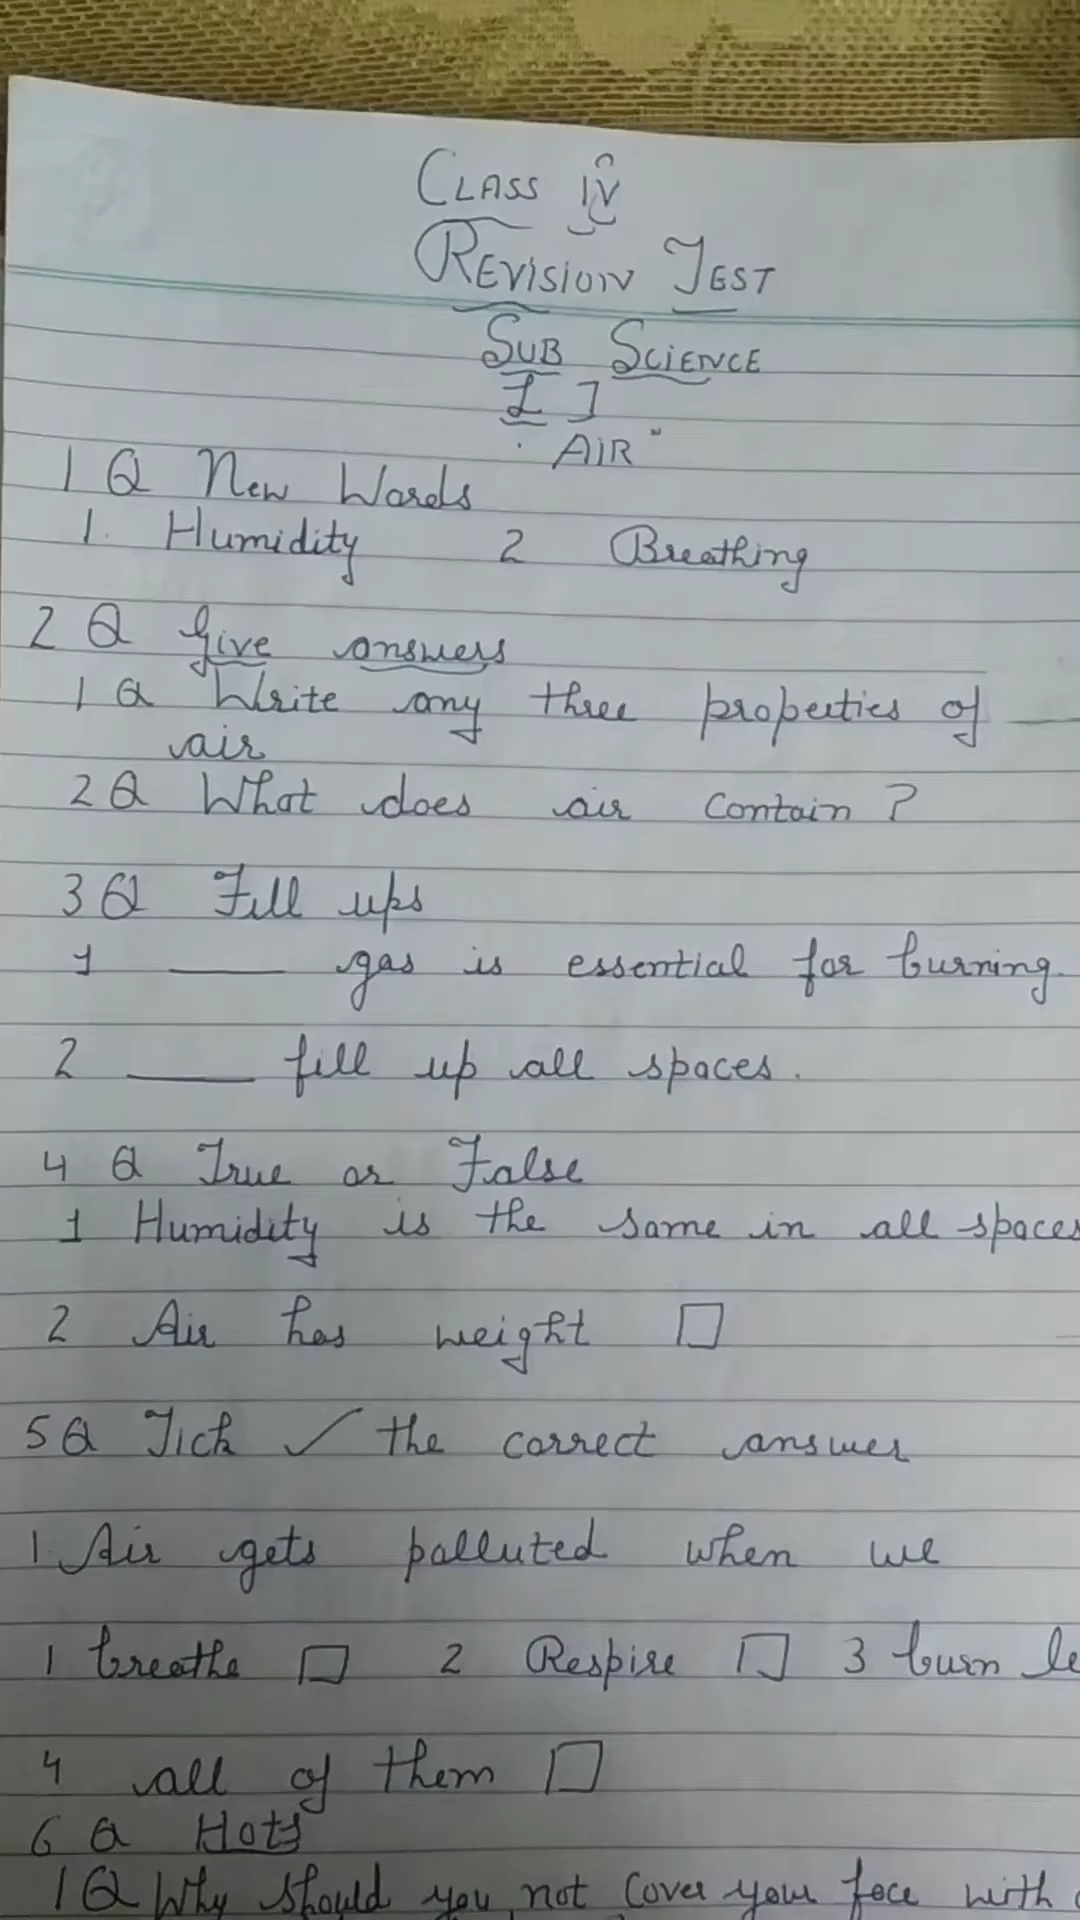 CLASS IV
REVISION TEST
SUB SCIENCE
L 7
"AIR"
1 Q New Words
1. Humidity 2 Breathing
2 Q Give answers
1 Q Write any three properties of
air
2 Q What does air contain ?
3 Q Fill ups
1 ___ gas is essential for burning.
2 ___ fill up all spaces.
4 Q True or False
1 Humidity is the same in all spaces
2 Air has weight
5 Q Tick ✓ the correct answer
1. Air gets polluted when we
1 breathe 2 Respire 3 burn le
4 all of them
6 Q Hots
1 Q Why should you not cover your face with